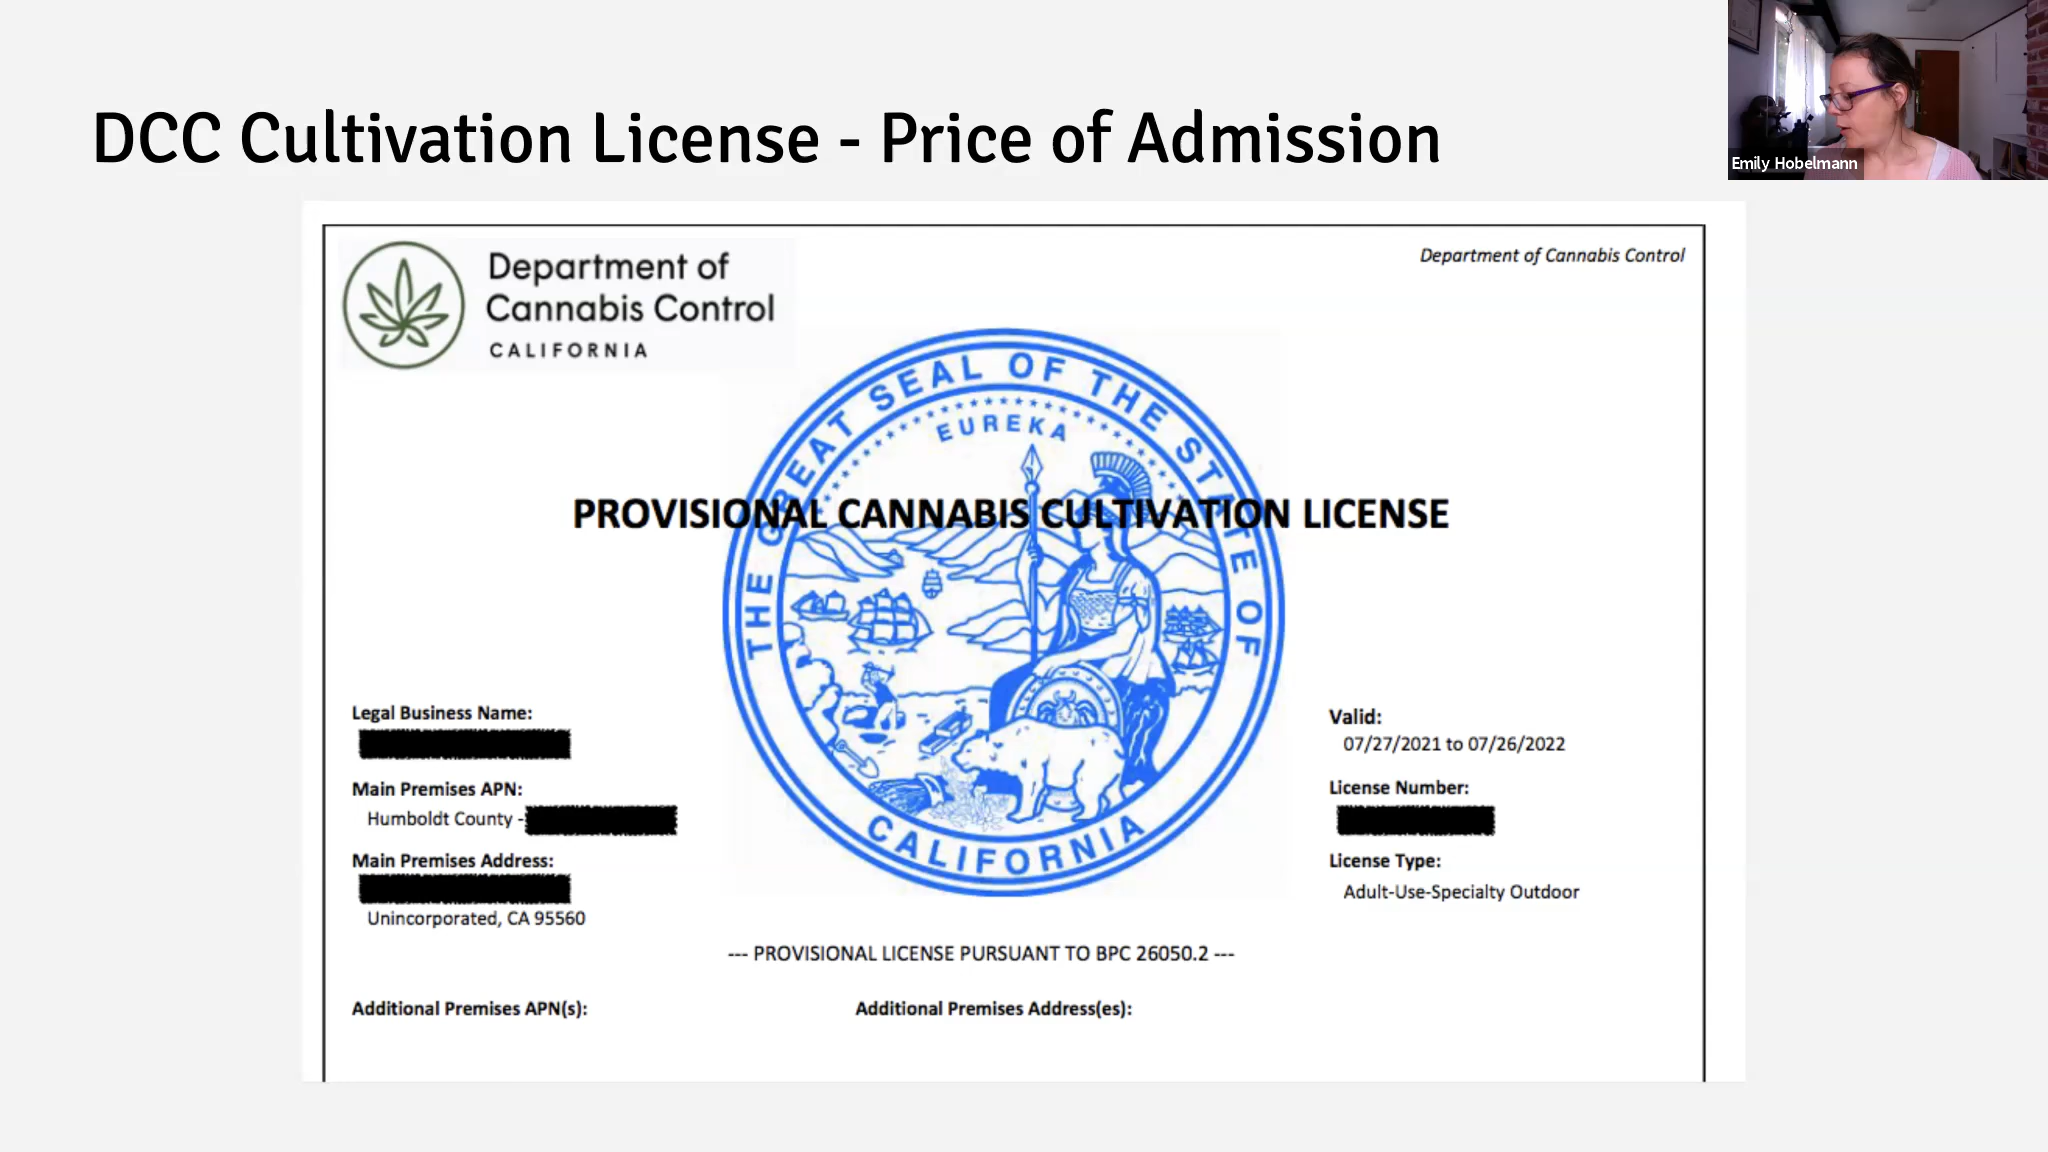 DCC Cultivation License - Price of Admission
Emily Hobelmann
Department of
Cannabis Control
CALIFORNIA
Department of Cannabis Control
THE GREAT SEAL OF THE STATE OF
CALIFORNIA
EUREKA
PROVISIONAL CANNABIS CULTIVATION LICENSE
Legal Business Name:
Main Premises APN:
Humboldt County -
Main Premises Address:
Unincorporated, CA 95560
Valid:
07/27/2021 to 07/26/2022
License Number:
License Type:
Adult-Use-Specialty Outdoor
--- PROVISIONAL LICENSE PURSUANT TO BPC 26050.2 ---
Additional Premises APN(s):
Additional Premises Address(es):